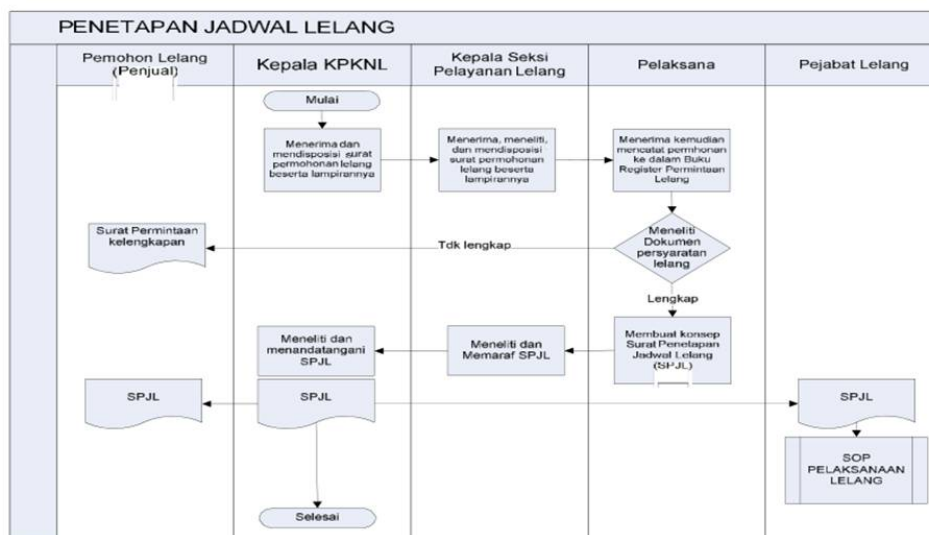 PENETAPAN JADWAL LELANG
Pemohon Lelang
(Penjual)
Kepala KPKNL
Kepala Seksi
Pelayanan Lelang
Pelaksana
Pejabat Lelang
Mulai
Menerima dan
mendisposisi surat
permohonan lelang
beserta lampirannya
Menerima, meneliti,
dan mendisposisi
surat permohonan
lelang beserta
lampirannya
Menerima kemudian
mencatat permhonan
ke dalam Buku
Register Permintaan
Lelang
Surat Permintaan
kelengkapan
Tdk lengkap
Meneliti
Dokumen
persyaratan
lelang
Lengkap
Meneliti dan
menandatangani
SPJL
Meneliti dan
Memaraf SPJL
Membuat konsep
Surat Penetapan
Jadwal Lelang
(SPJL)
SPJL
SPJL
SPJL
SOP
PELAKSANAAN
LELANG
Selesai